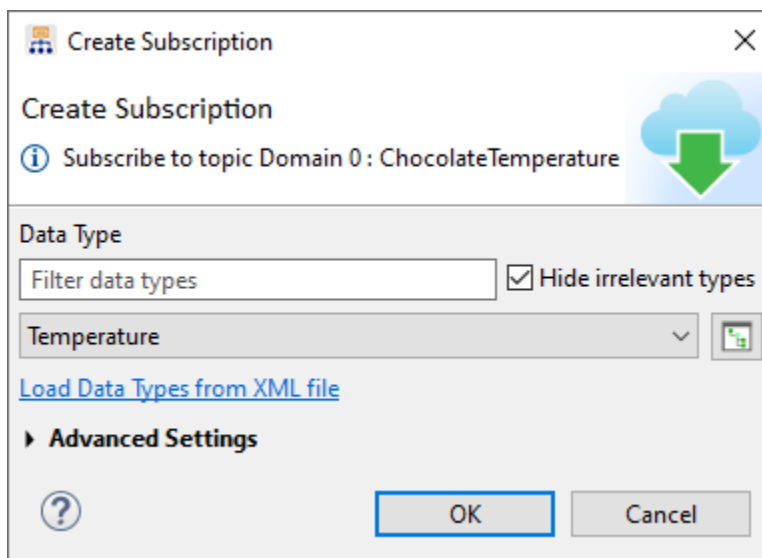 Create Subscription
Create Subscription
Subscribe to topic Domain 0 : ChocolateTemperature
Data Type
Filter data types
Hide irrelevant types
Temperature
Load Data Types from XML file
Advanced Settings
OK
Cancel